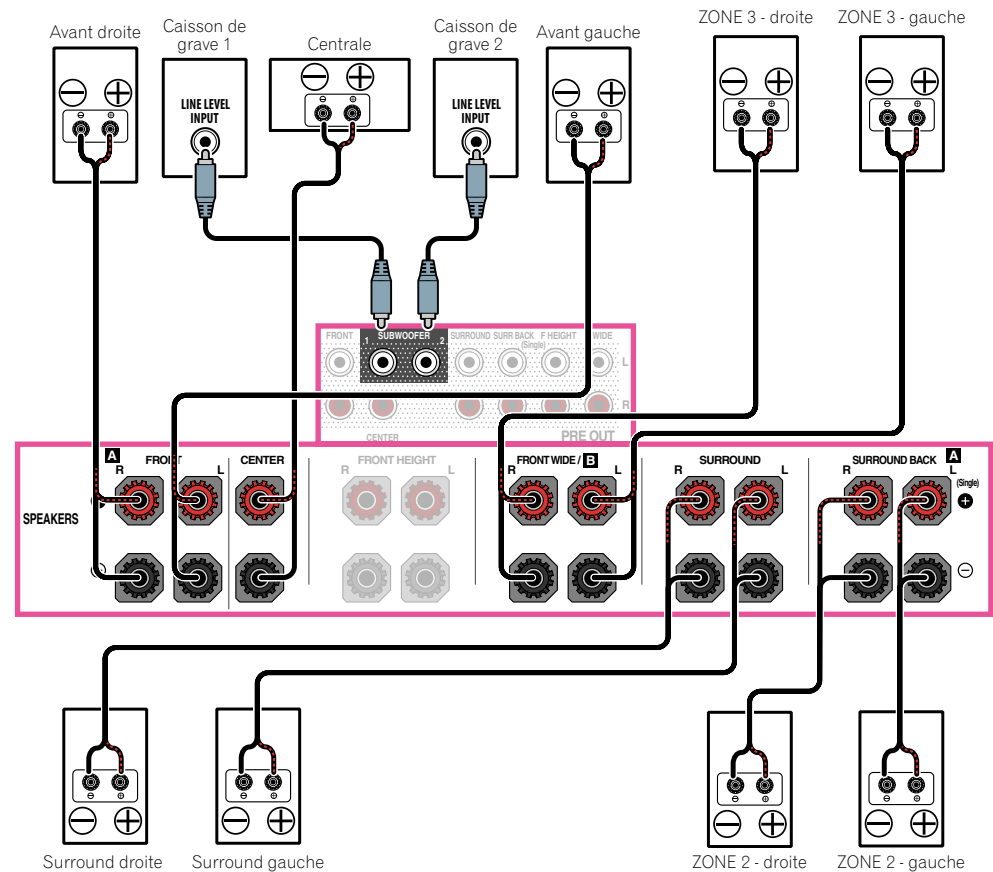 ZONE 3 - droite
ZONE 3 - gauche
Avant droite
Caisson de
grave 1
Centrale
Caisson de
grave 2
Avant gauche
LINE LEVEL
INPUT
LINE LEVEL
INPUT
FRONT
SUBWOOFER
1
2
SURROUND
SURR BACK
(Single)
F HEIGHT
WIDE
L
R
CENTER
PRE OUT
SPEAKERS
A
FRONT
R
L
CENTER
FRONT HEIGHT
R
L
FRONT WIDE / B
R
L
SURROUND
R
L
SURROUND BACK
A
R
L
(Single)
Surround droite
Surround gauche
ZONE 2 - droite
ZONE 2 - gauche